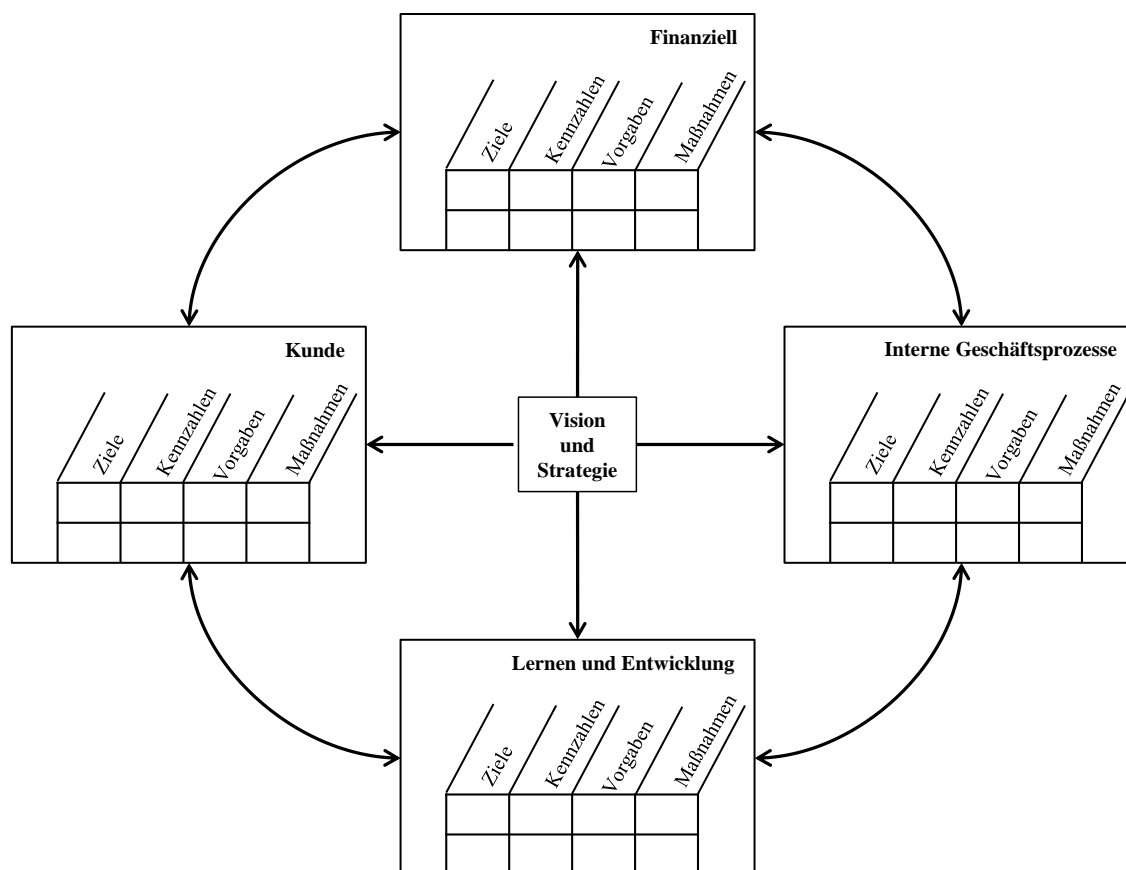 Finanziell
Ziele
Kennzahlen
Vorgaben
Maßnahmen
Kunde
Ziele
Kennzahlen
Vorgaben
Maßnahmen
Vision
und
Strategie
Interne Geschäftsprozesse
Ziele
Kennzahlen
Vorgaben
Maßnahmen
Lernen und Entwicklung
Ziele
Kennzahlen
Vorgaben
Maßnahmen